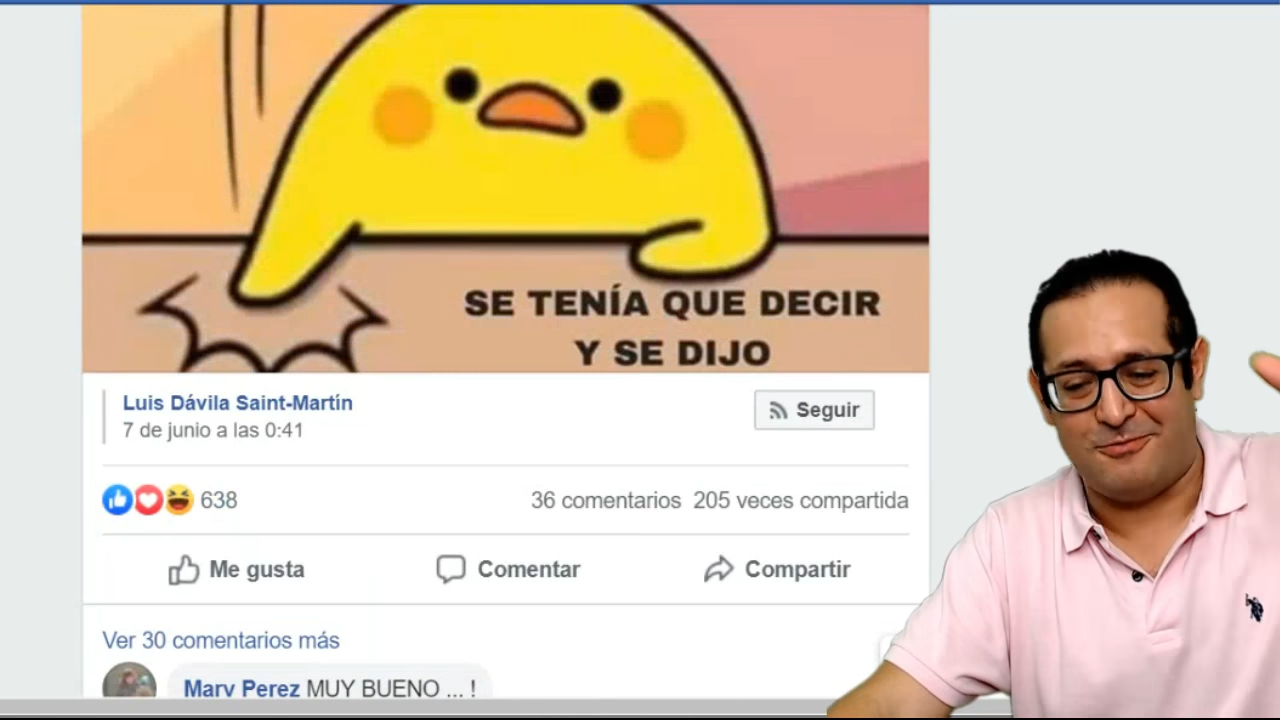 SE TENÍA QUE DECIR
Y SE DIJO
Luis Dávila Saint-Martín
Seguir
7 de junio a las 0:41
638
36 comentarios 205 veces compartida
Me gusta
Comentar
Compartir
Ver 30 comentarios más
Mary Perez MUY BUENO ... !